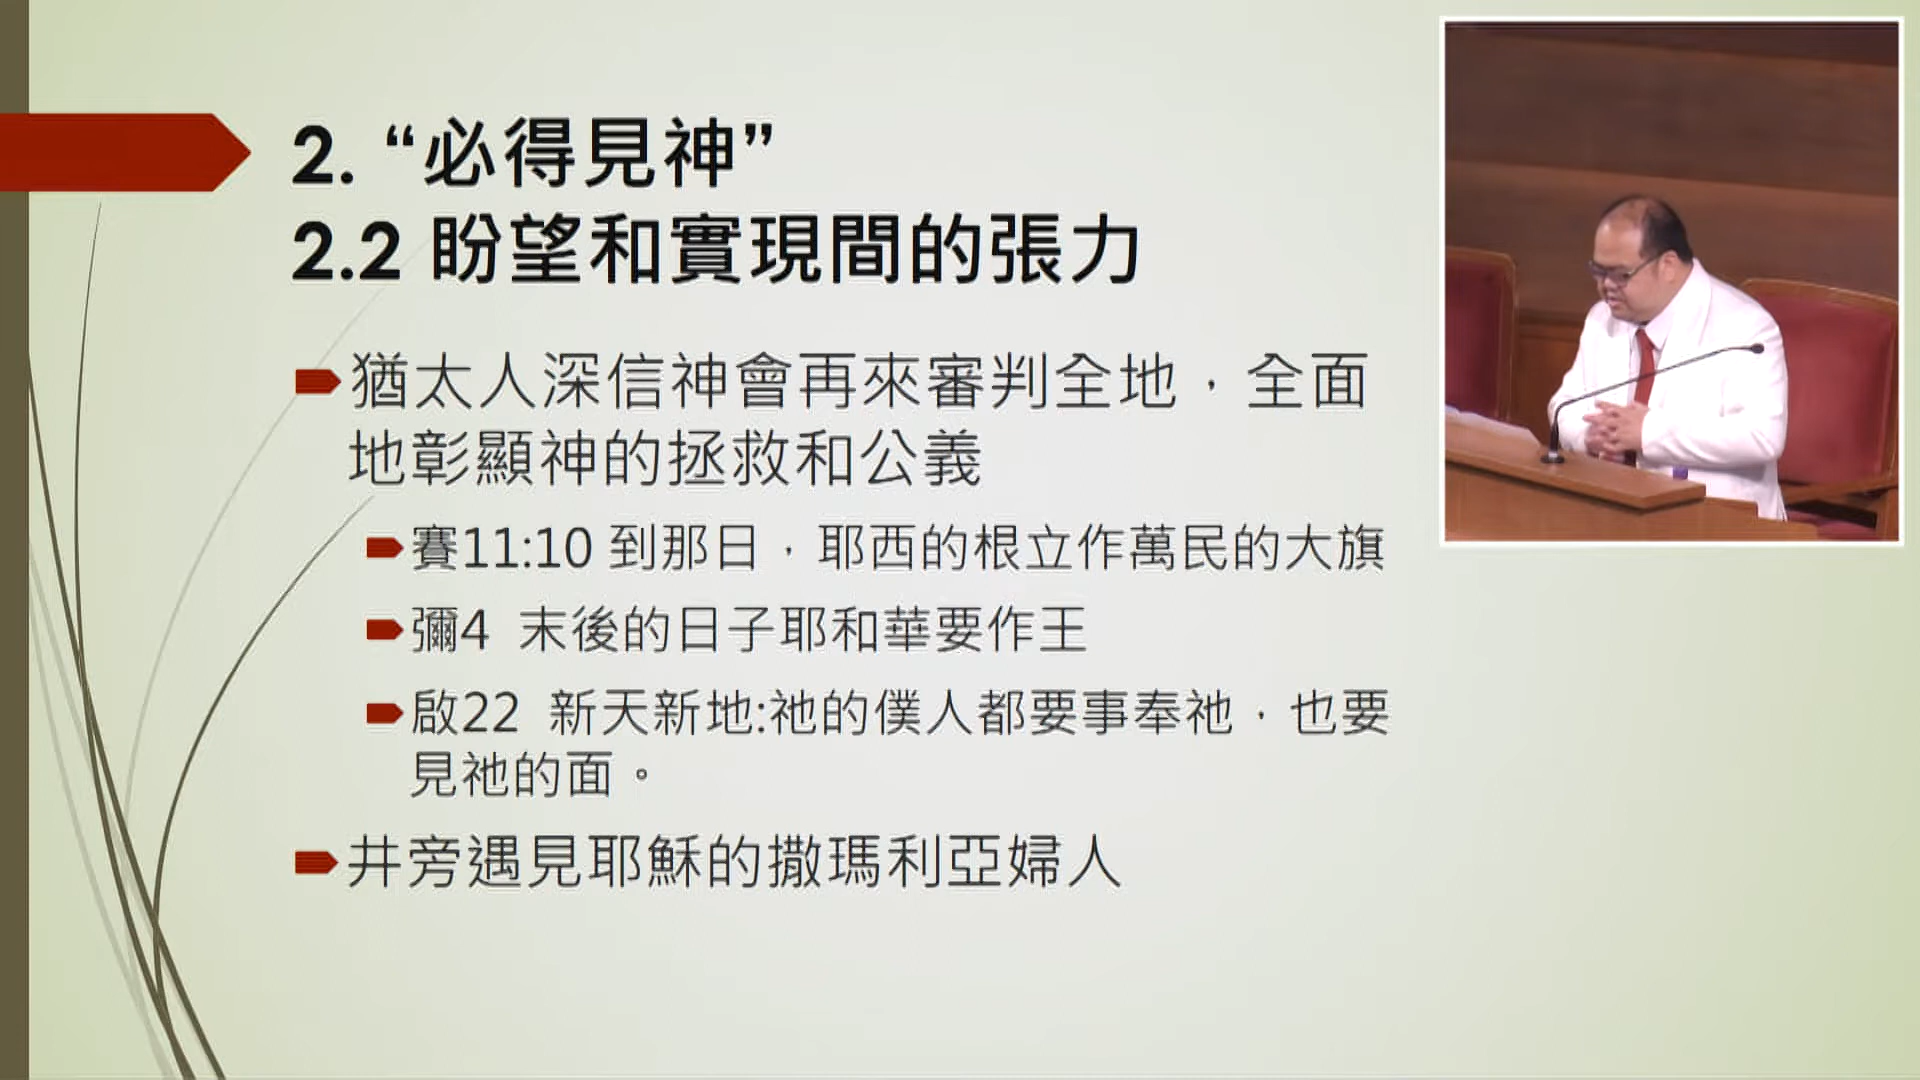 2. “必得見神”
2.2 盼望和實現間的張力
猶太人深信神會再來審判全地，全面
地彰顯神的拯救和公義
賽11:10 到那日，耶西的根立作萬民的大旗
彌4 末後的日子耶和華要作王
啟22 新天新地:祂的僕人都要事奉祂，也要
見祂的面。
井旁遇見耶穌的撒瑪利亞婦人